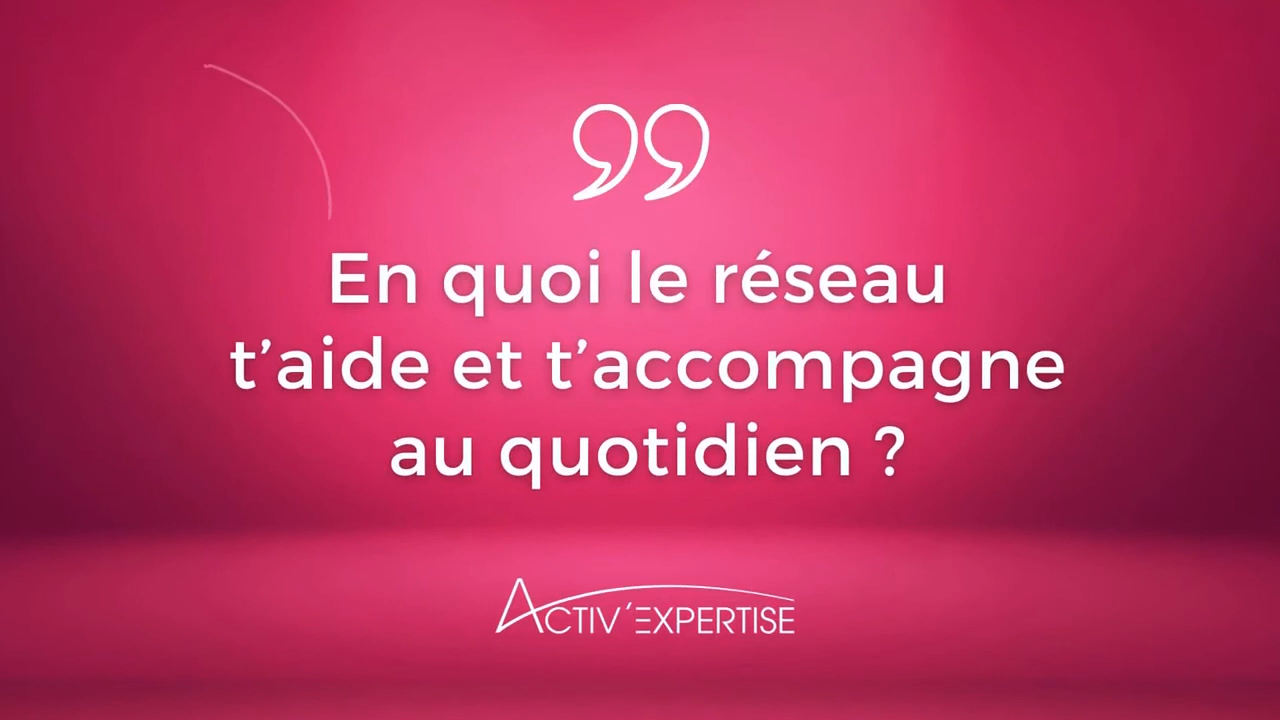 ”
En quoi le réseau
t’aide et t’accompagne
au quotidien ?
ACTIV’EXPERTISE